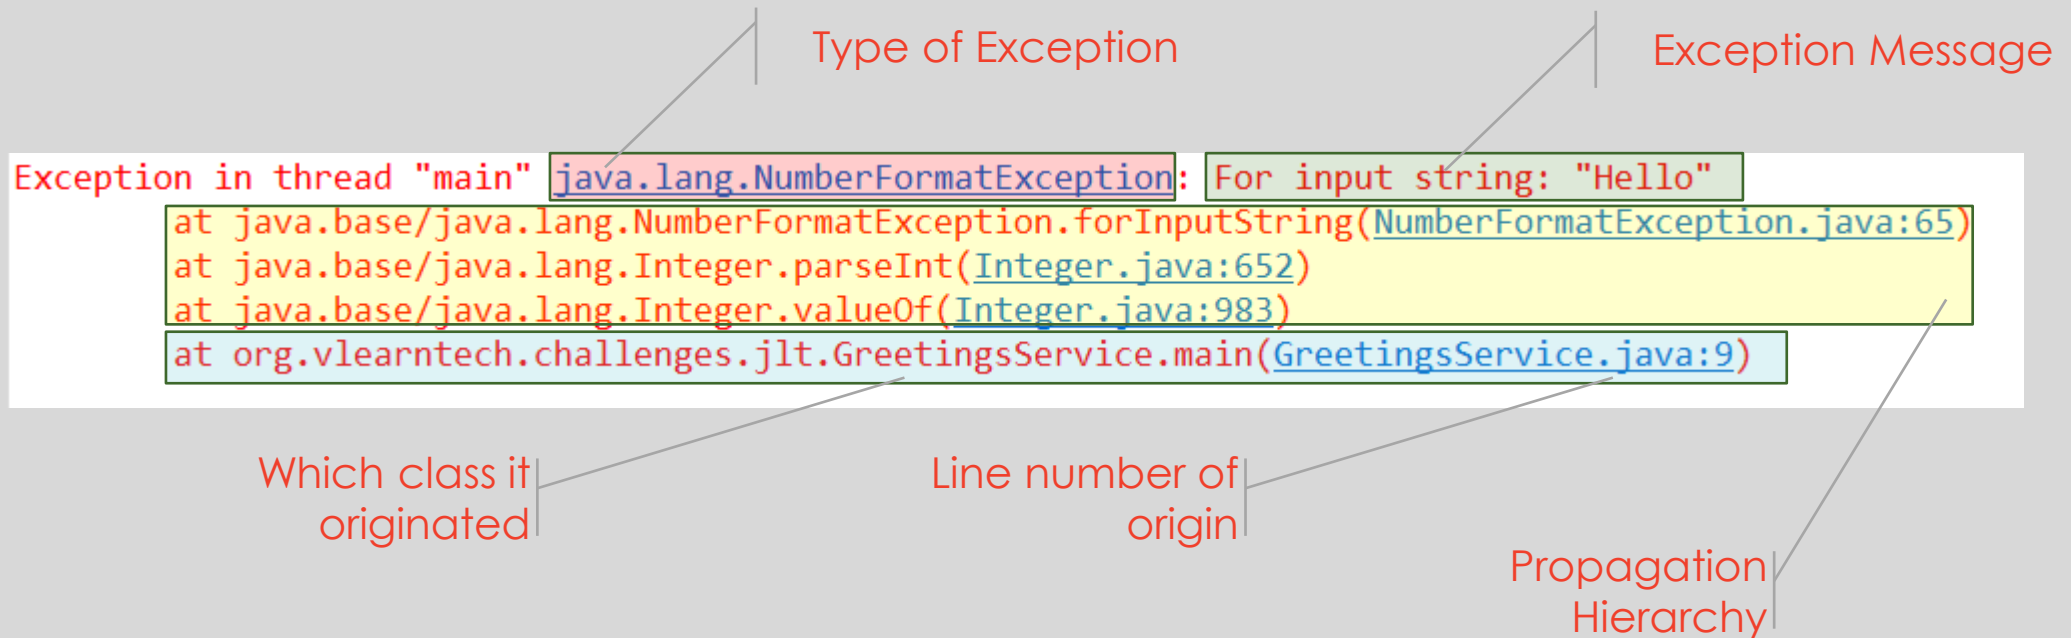 Type of Exception
Exception Message
Exception in thread "main" java.lang.NumberFormatException: For input string: "Hello"
at java.base/java.lang.NumberFormatException.forInputString(NumberFormatException.java:65)
at java.base/java.lang.Integer.parseInt(Integer.java:652)
at java.base/java.lang.Integer.valueOf(Integer.java:983)
at org.vlearntech.challenges.jlt.GreetingsService.main(GreetingsService.java:9)
Which class it
originated
Line number of
origin
Propagation
Hierarchy